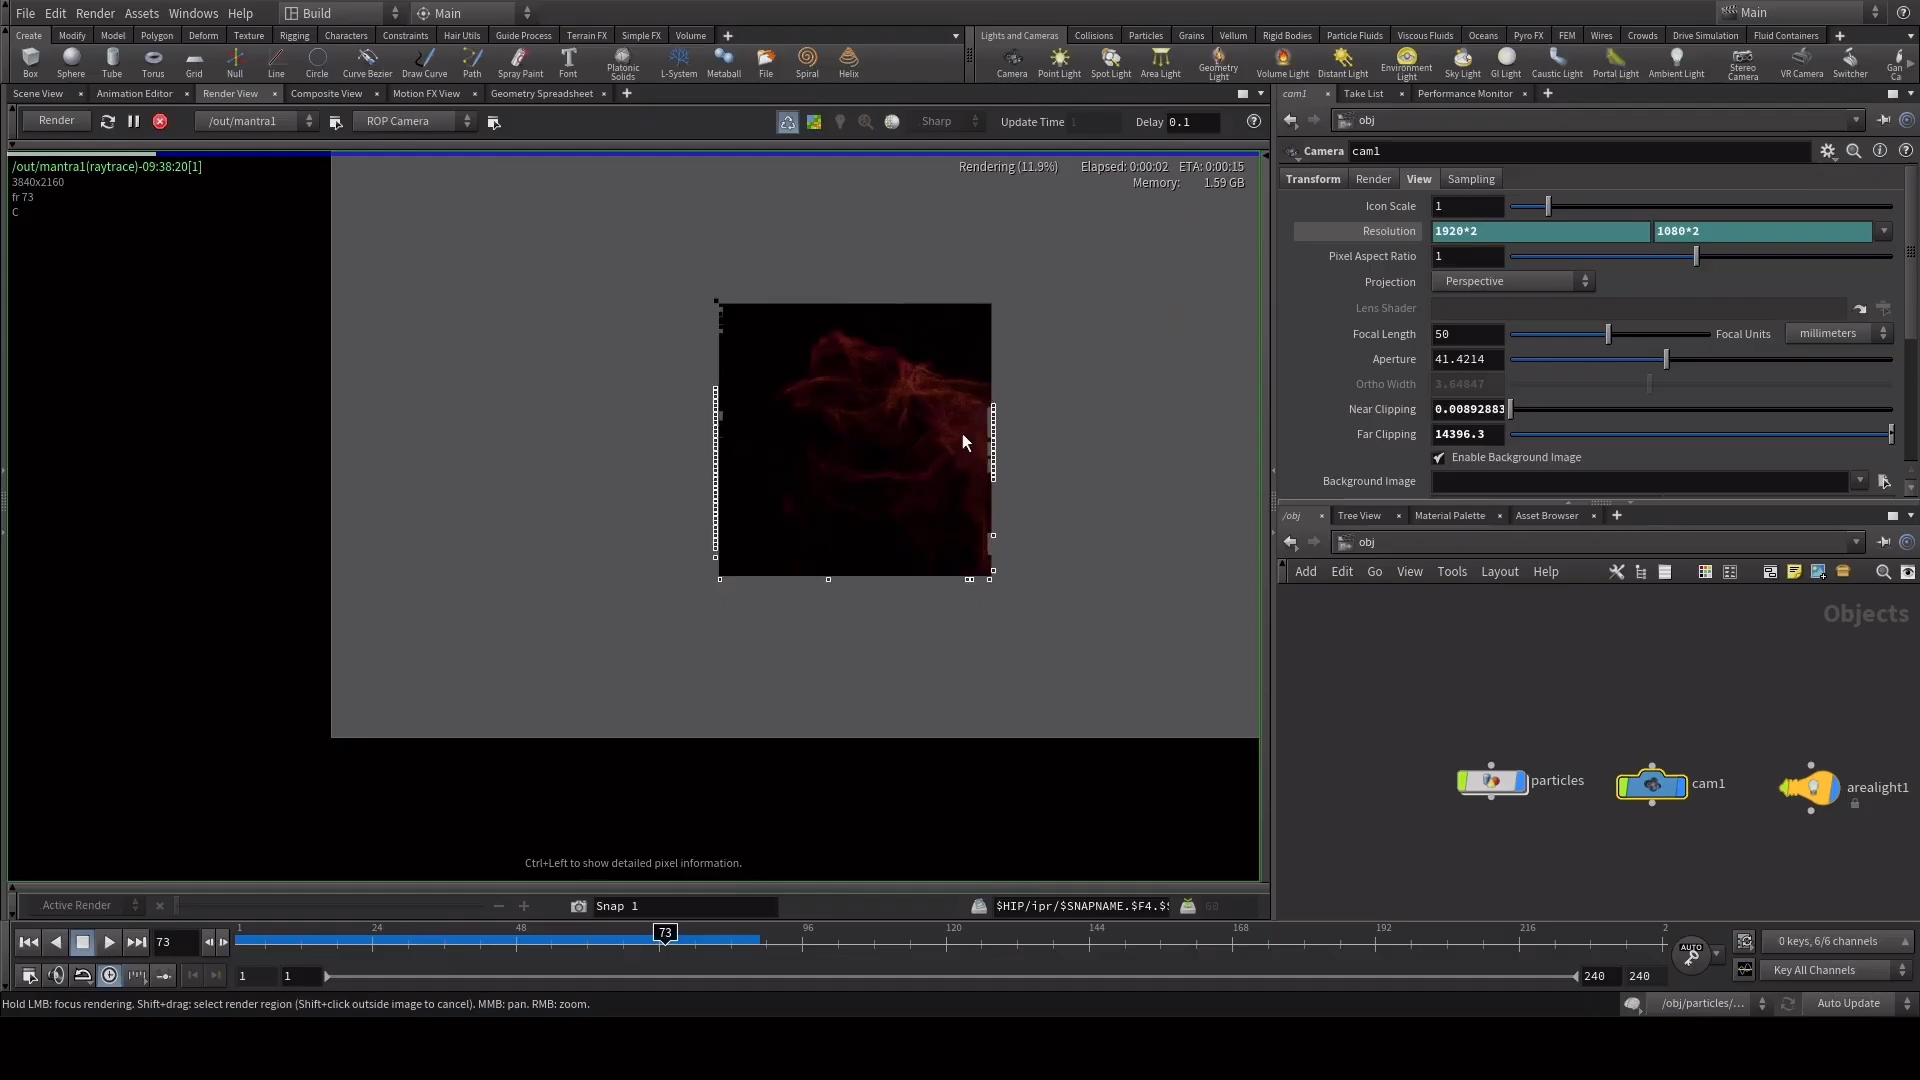 File Edit Render Assets Windows Help Build Main Main
Create Modify Model Polygon Deform Texture Rigging Characters Constraints Hair Utils Guide Process Terrain FX Simple FX Volume
Lights and Cameras Collisions Particles Grains Vellum Rigid Bodies Particle Fluids Viscous Fluids Oceans Pyro FX FEM Wires Crowds Drive Simulation Fluid Containers
Box Sphere Tube Torus Grid Null Line Circle Curve Bezier Draw Curve Path Spray Paint Font Platonic Solids L-System Metaball File Spiral Helix
Camera Point Light Spot Light Area Light Geometry Light Volume Light Distant Light Environment Light Sky Light GI Light Caustic Light Portal Light Ambient Light Stereo Camera VR Camera Switcher Gan Ca
Scene View Animation Editor Render View Composite View Motion FX View Geometry Spreadsheet
Render /out/mantra1 ROP Camera Sharp Update Time 1 Delay 0.1
/out/mantra1(raytrace)-09:38:20[1]
Rendering (11.9%) Elapsed: 0:00:02 ETA: 0:00:15
3840x2160
Memory: 1.59 GB
fr 73
C
Ctrl+Left to show detailed pixel information.
cam1 Take List Performance Monitor
obj
Camera cam1
Transform Render View Sampling
Icon Scale 1
Resolution 1920*2 1080*2
Pixel Aspect Ratio 1
Projection Perspective
Lens Shader
Focal Length 50 Focal Units millimeters
Aperture 41.4214
Ortho Width 3.64847
Near Clipping 0.00892883
Far Clipping 14396.3
Enable Background Image
Background Image
/obj Tree View Material Palette Asset Browser
obj
Add Edit Go View Tools Layout Help
Objects
particles
cam1
arealight1
Active Render Snap 1 $HIP/ipr/$SNAPNAME.$F4.$S 60
73 1 24 48 73 96 120 144 168 192 216 2
AUTO
0 keys, 6/6 channels
1 1 240 240 Key All Channels
Hold LMB: focus rendering. Shift+drag: select render region (Shift+click outside image to cancel). MMB: pan. RMB: zoom.
/obj/particles/... Auto Update